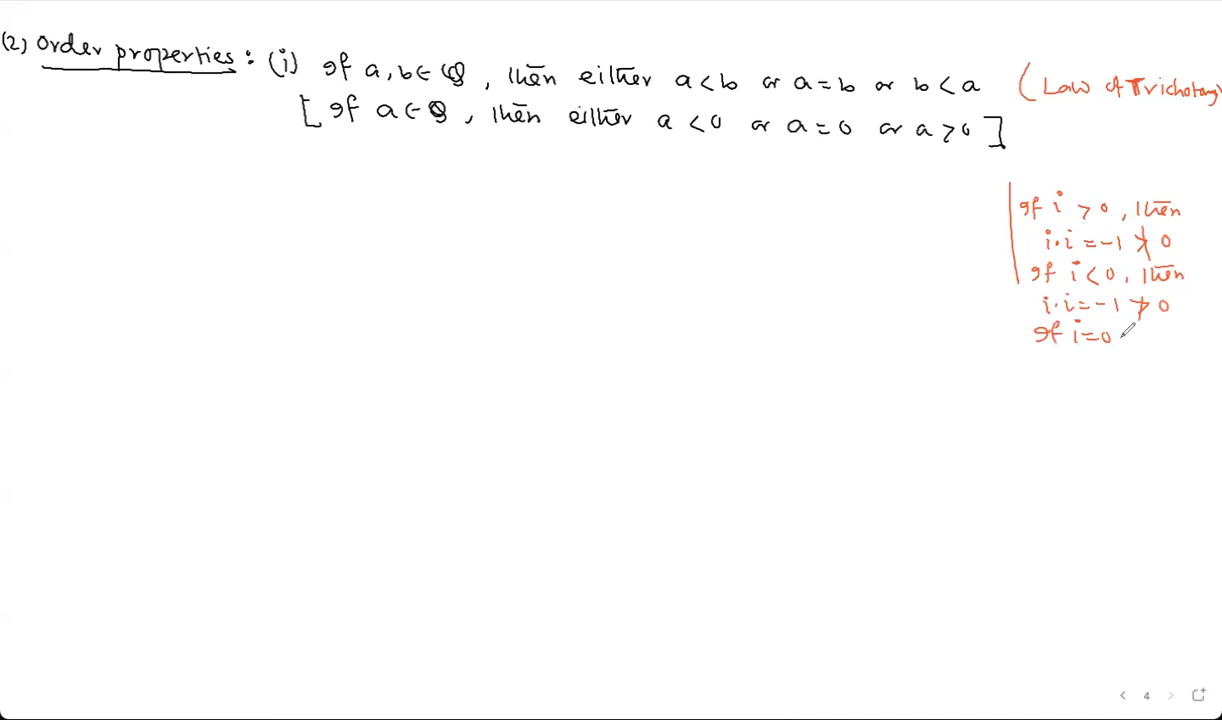 (2) Order properties : (i) If a, b ∈ Q, then either a < b or a = b or b < a (Law of Trichotomy
[ If a ∈ Q, then either a < 0 or a = 0 or a > 0 ]
If i > 0, then
i·i = -1 ≯ 0
If i < 0, then
i·i = -1 ≯ 0
If i = 0
4